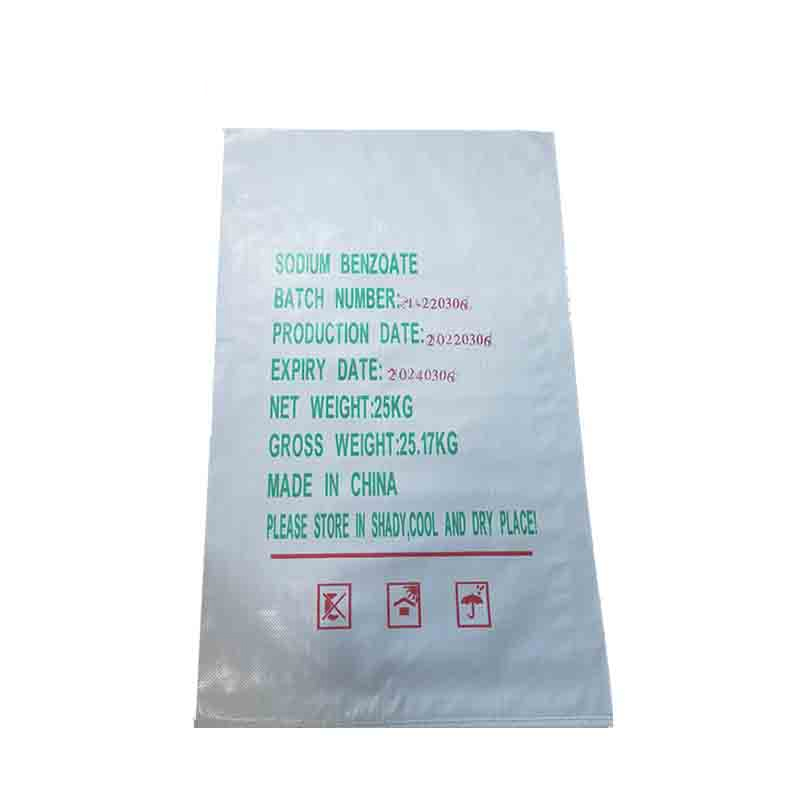 SODIUM BENZOATE
BATCH NUMBER:
PRODUCTION DATE:20220306
EXPIRY DATE:20240306
NET WEIGHT:25KG
GROSS WEIGHT:25.17KG
MADE IN CHINA
PLEASE STORE IN SHADY,COOL AND DRY PLACE!